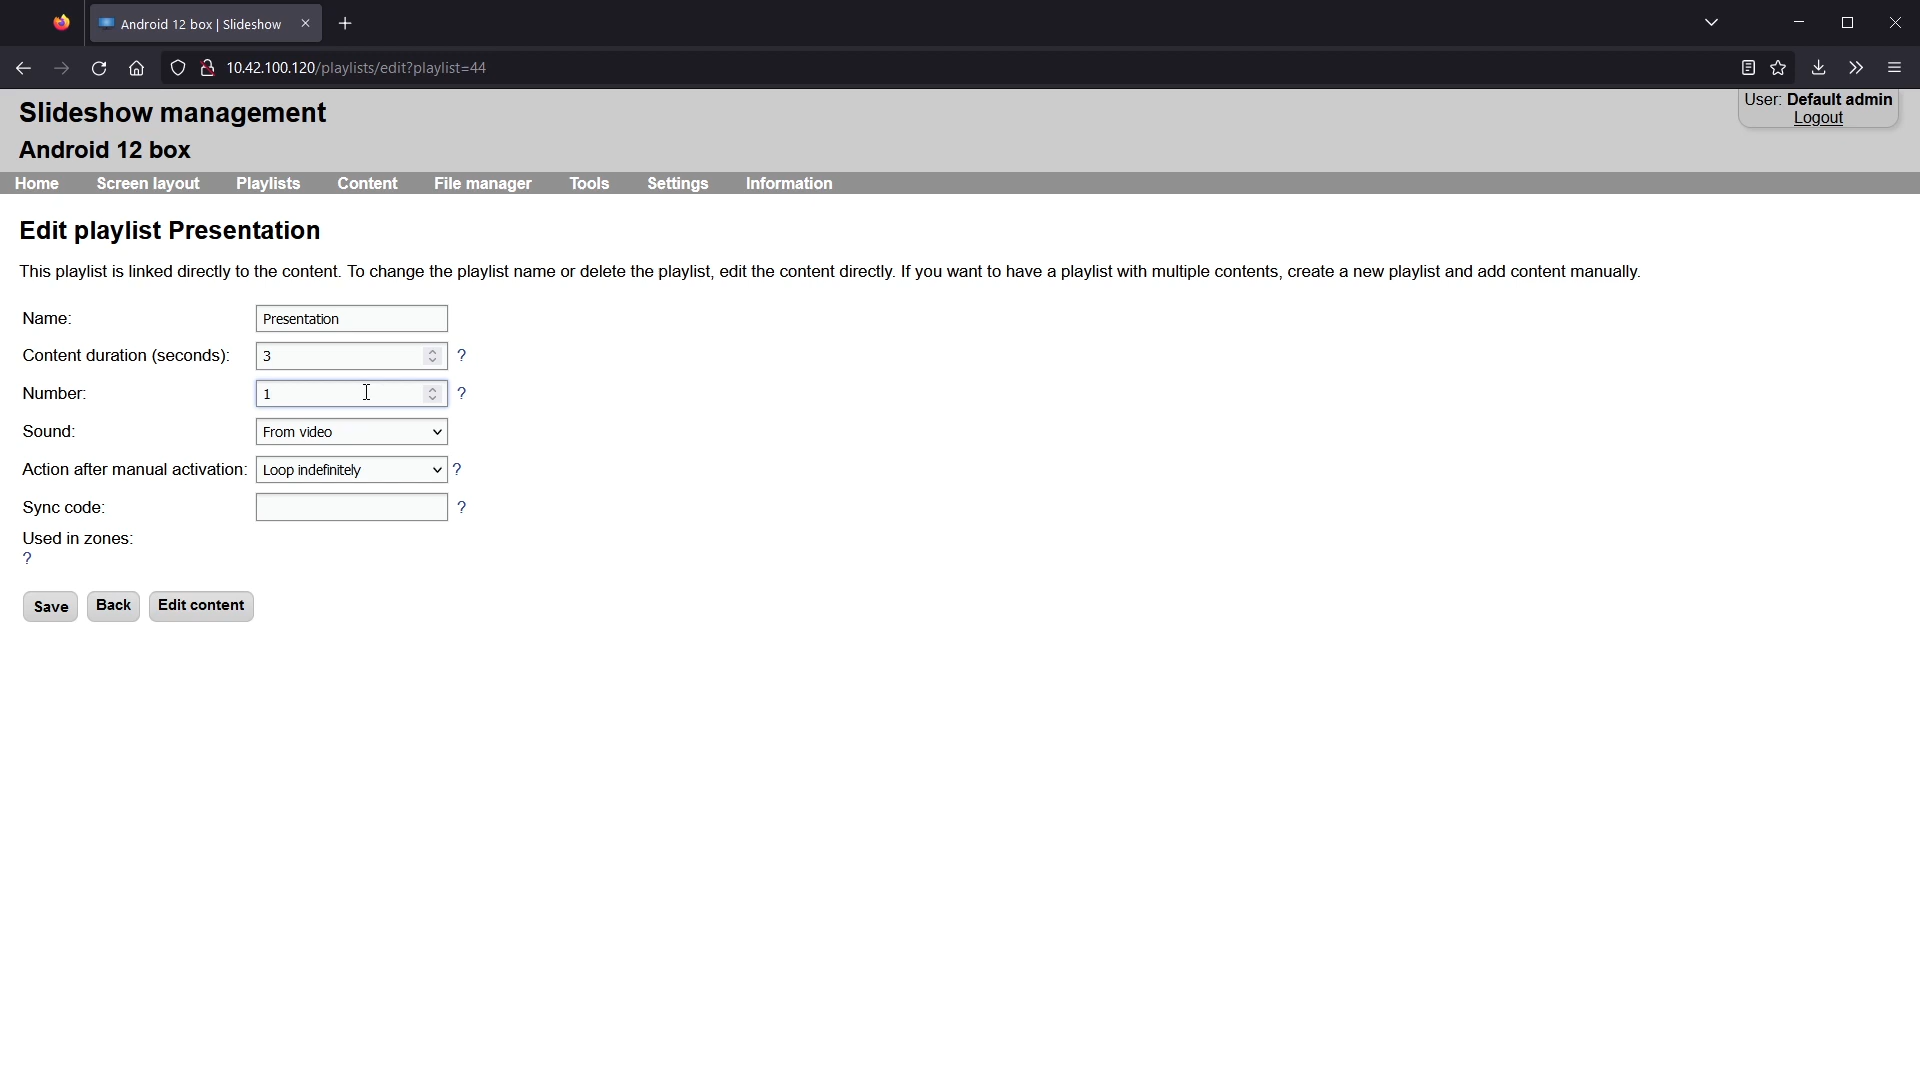 Android 12 box | Slideshow
10.42.100.120/playlists/edit?playlist=44
Slideshow management
User: Default admin
Logout
Android 12 box
Home Screen layout Playlists Content File manager Tools Settings Information
Edit playlist Presentation
This playlist is linked directly to the content. To change the playlist name or delete the playlist, edit the content directly. If you want to have a playlist with multiple contents, create a new playlist and add content manually.
Name: Presentation
Content duration (seconds): 3 ?
Number: 1 ?
Sound: From video
Action after manual activation: Loop indefinitely ?
Sync code: ?
Used in zones:
?
Save Back Edit content